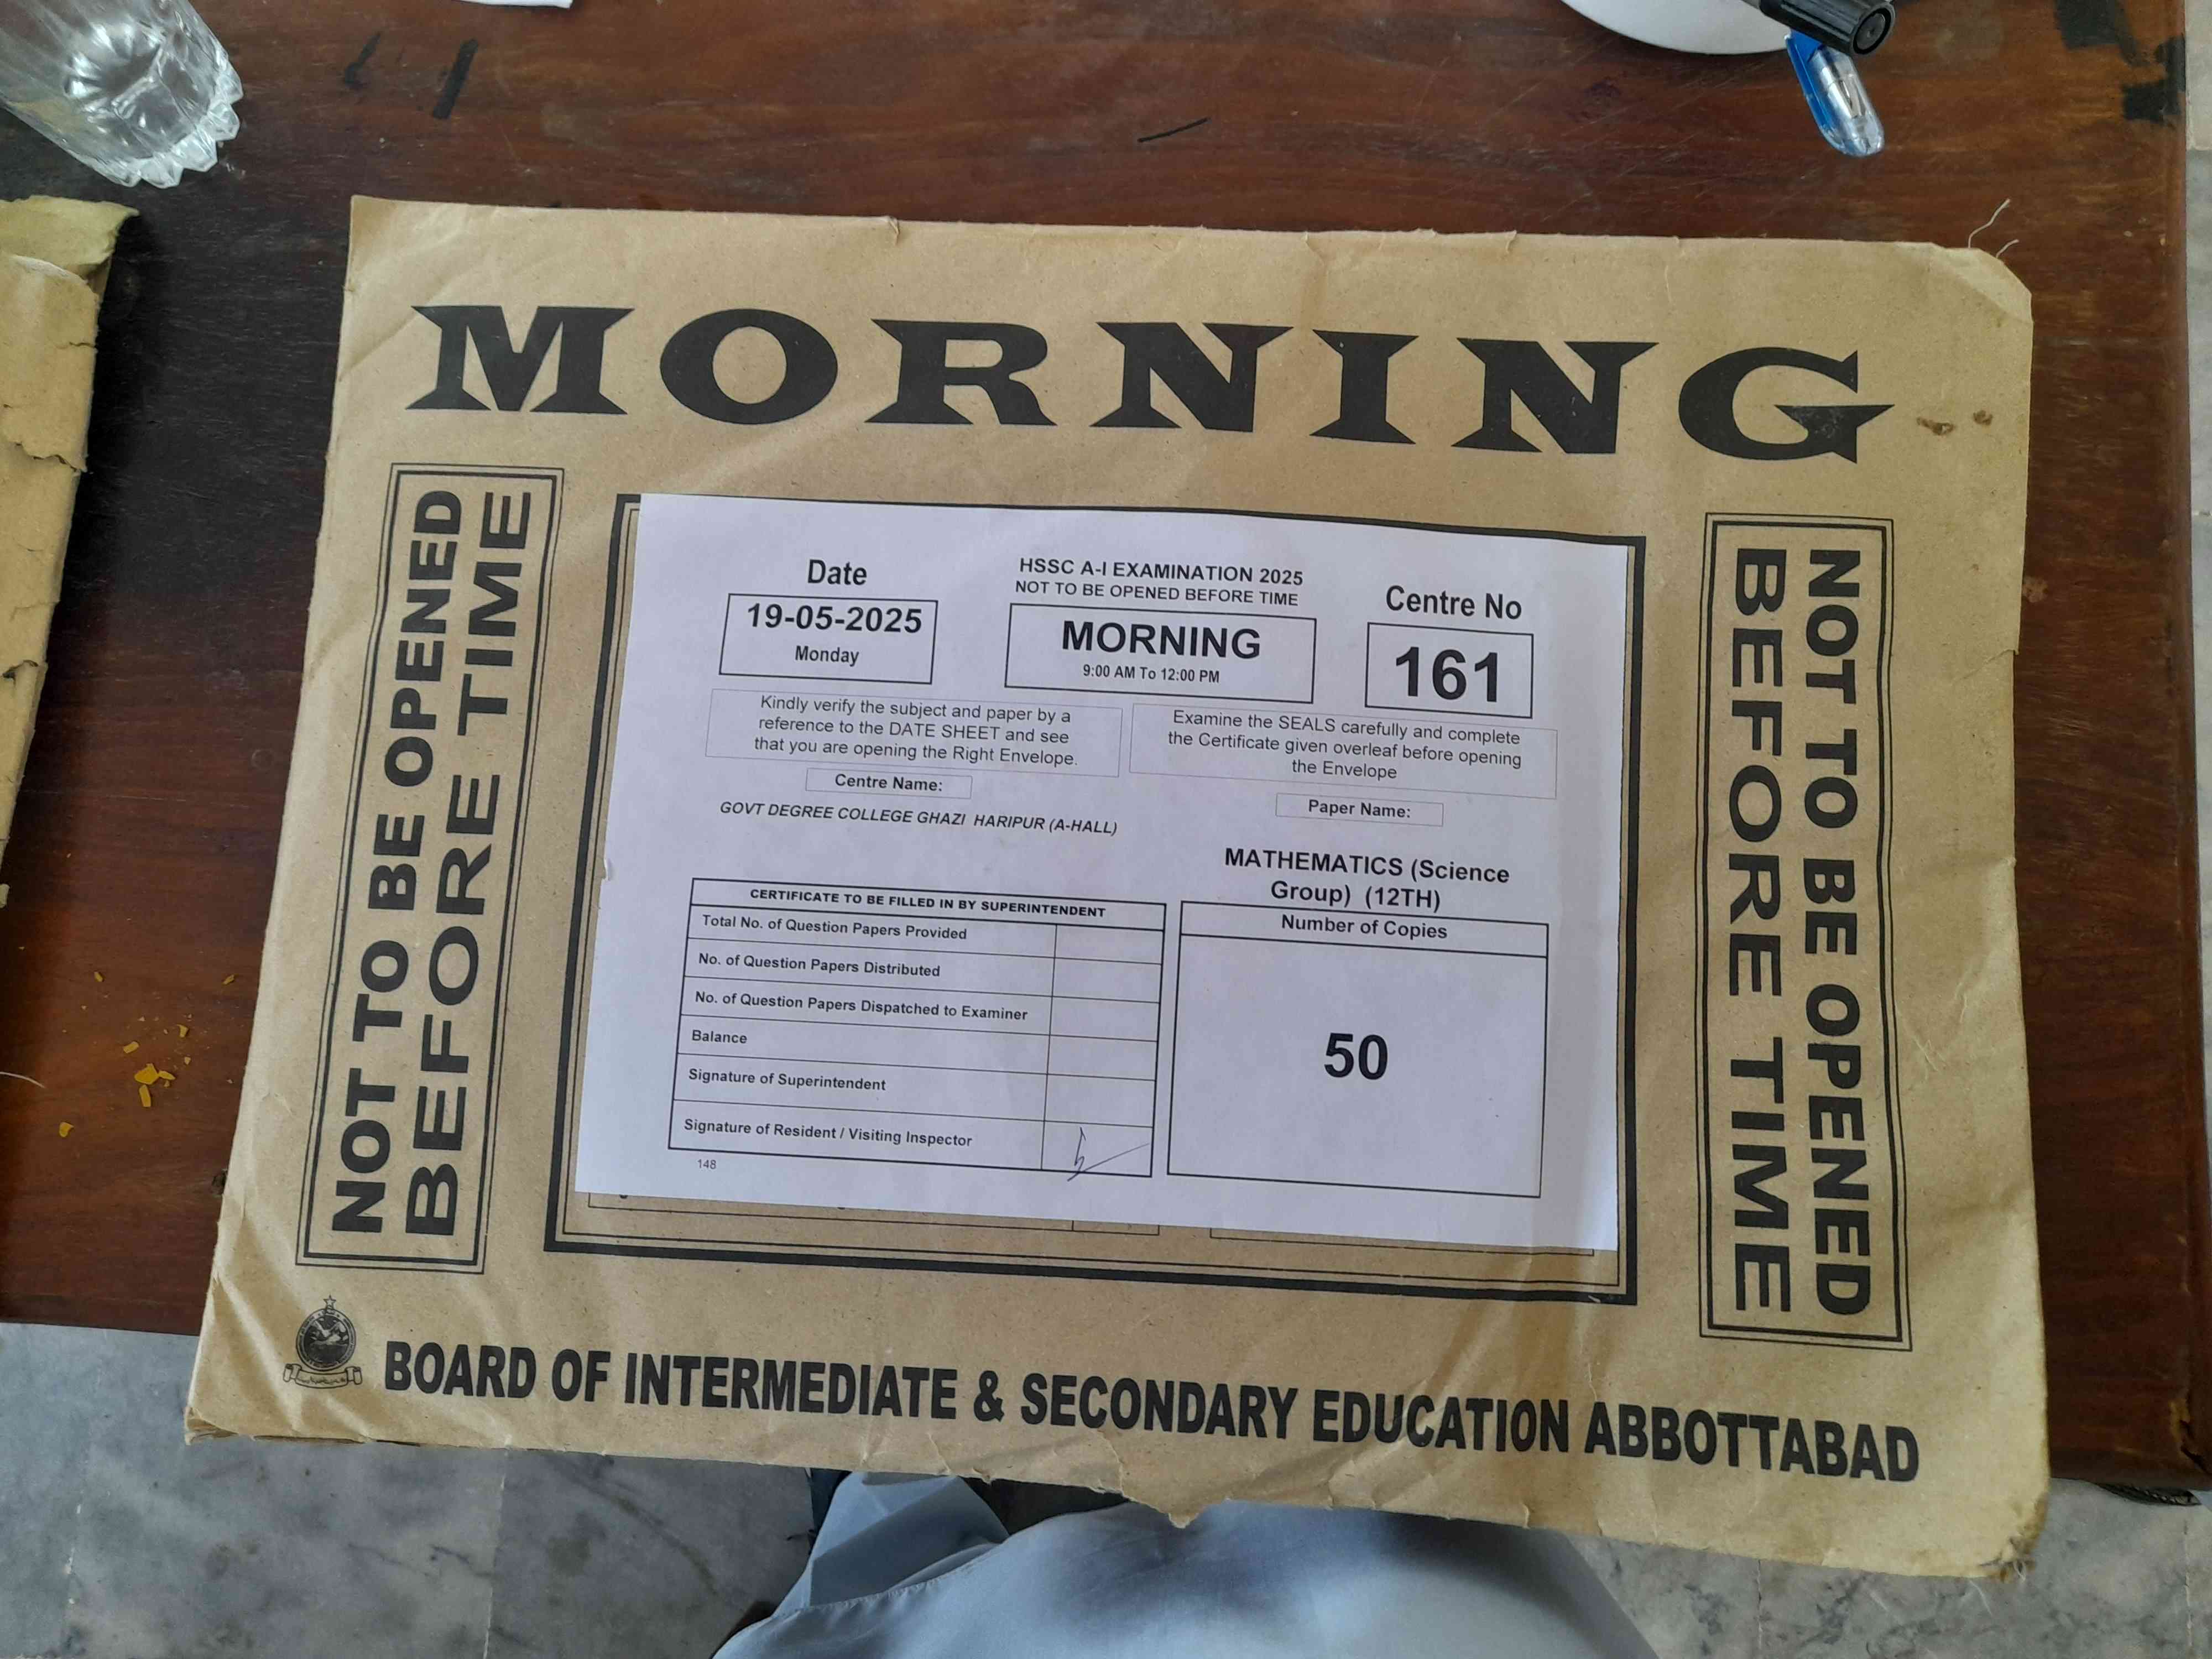 MORNING
NOT TO BE OPENED
BEFORE TIME
Date
19-05-2025
Monday
HSSC A-I EXAMINATION 2025
NOT TO BE OPENED BEFORE TIME
MORNING
9:00 AM To 12:00 PM
Centre No
161
Kindly verify the subject and paper by a
reference to the DATE SHEET and see
that you are opening the Right Envelope.
Examine the SEALS carefully and complete
the Certificate given overleaf before opening
the Envelope
Centre Name:
GOVT DEGREE COLLEGE GHAZI HARIPUR (A-HALL)
Paper Name:
MATHEMATICS (Science
Group) (12TH)
CERTIFICATE TO BE FILLED IN BY SUPERINTENDENT
Total No. of Question Papers Provided
No. of Question Papers Distributed
No. of Question Papers Dispatched to Examiner
Balance
Signature of Superintendent
Signature of Resident / Visiting Inspector
148
Number of Copies
50
NOT TO BE OPENED
BEFORE TIME
BOARD OF INTERMEDIATE & SECONDARY EDUCATION ABBOTTABAD